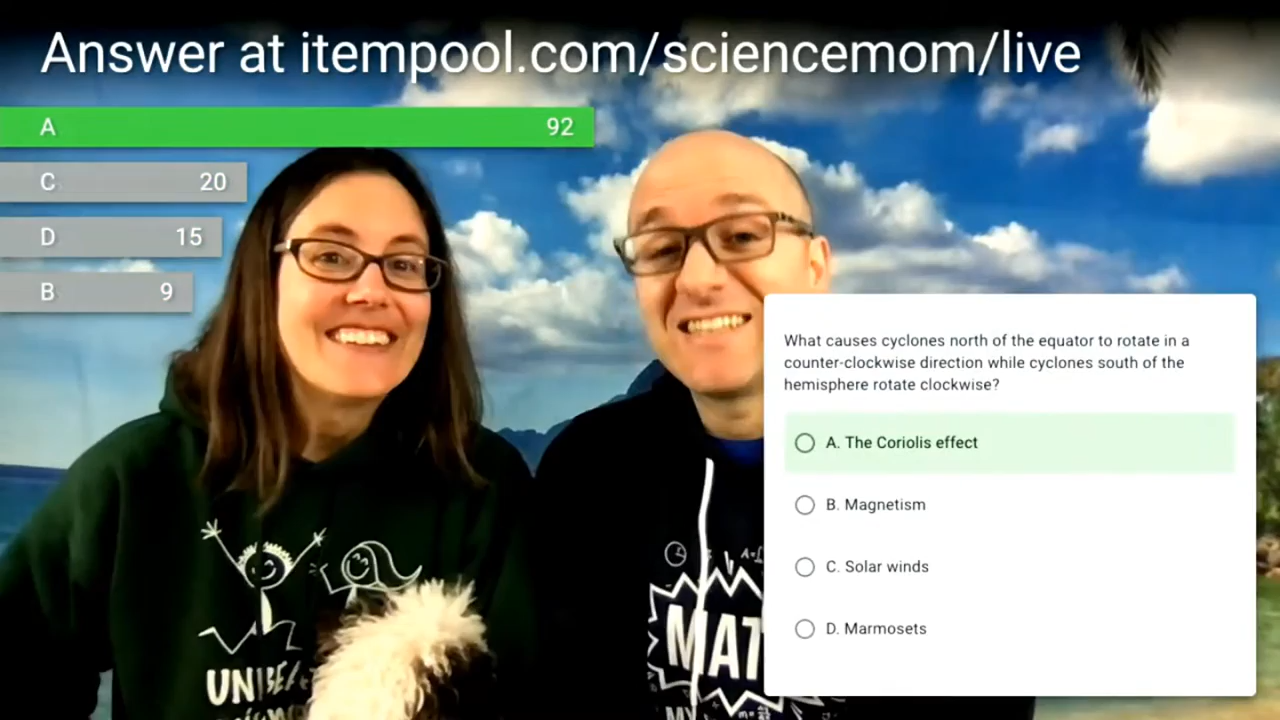 Answer at itempool.com/sciencemom/live
A 92
C 20
D 15
B 9
What causes cyclones north of the equator to rotate in a
counter-clockwise direction while cyclones south of the
hemisphere rotate clockwise?
A. The Coriolis effect
B. Magnetism
C. Solar winds
D. Marmosets
MAT